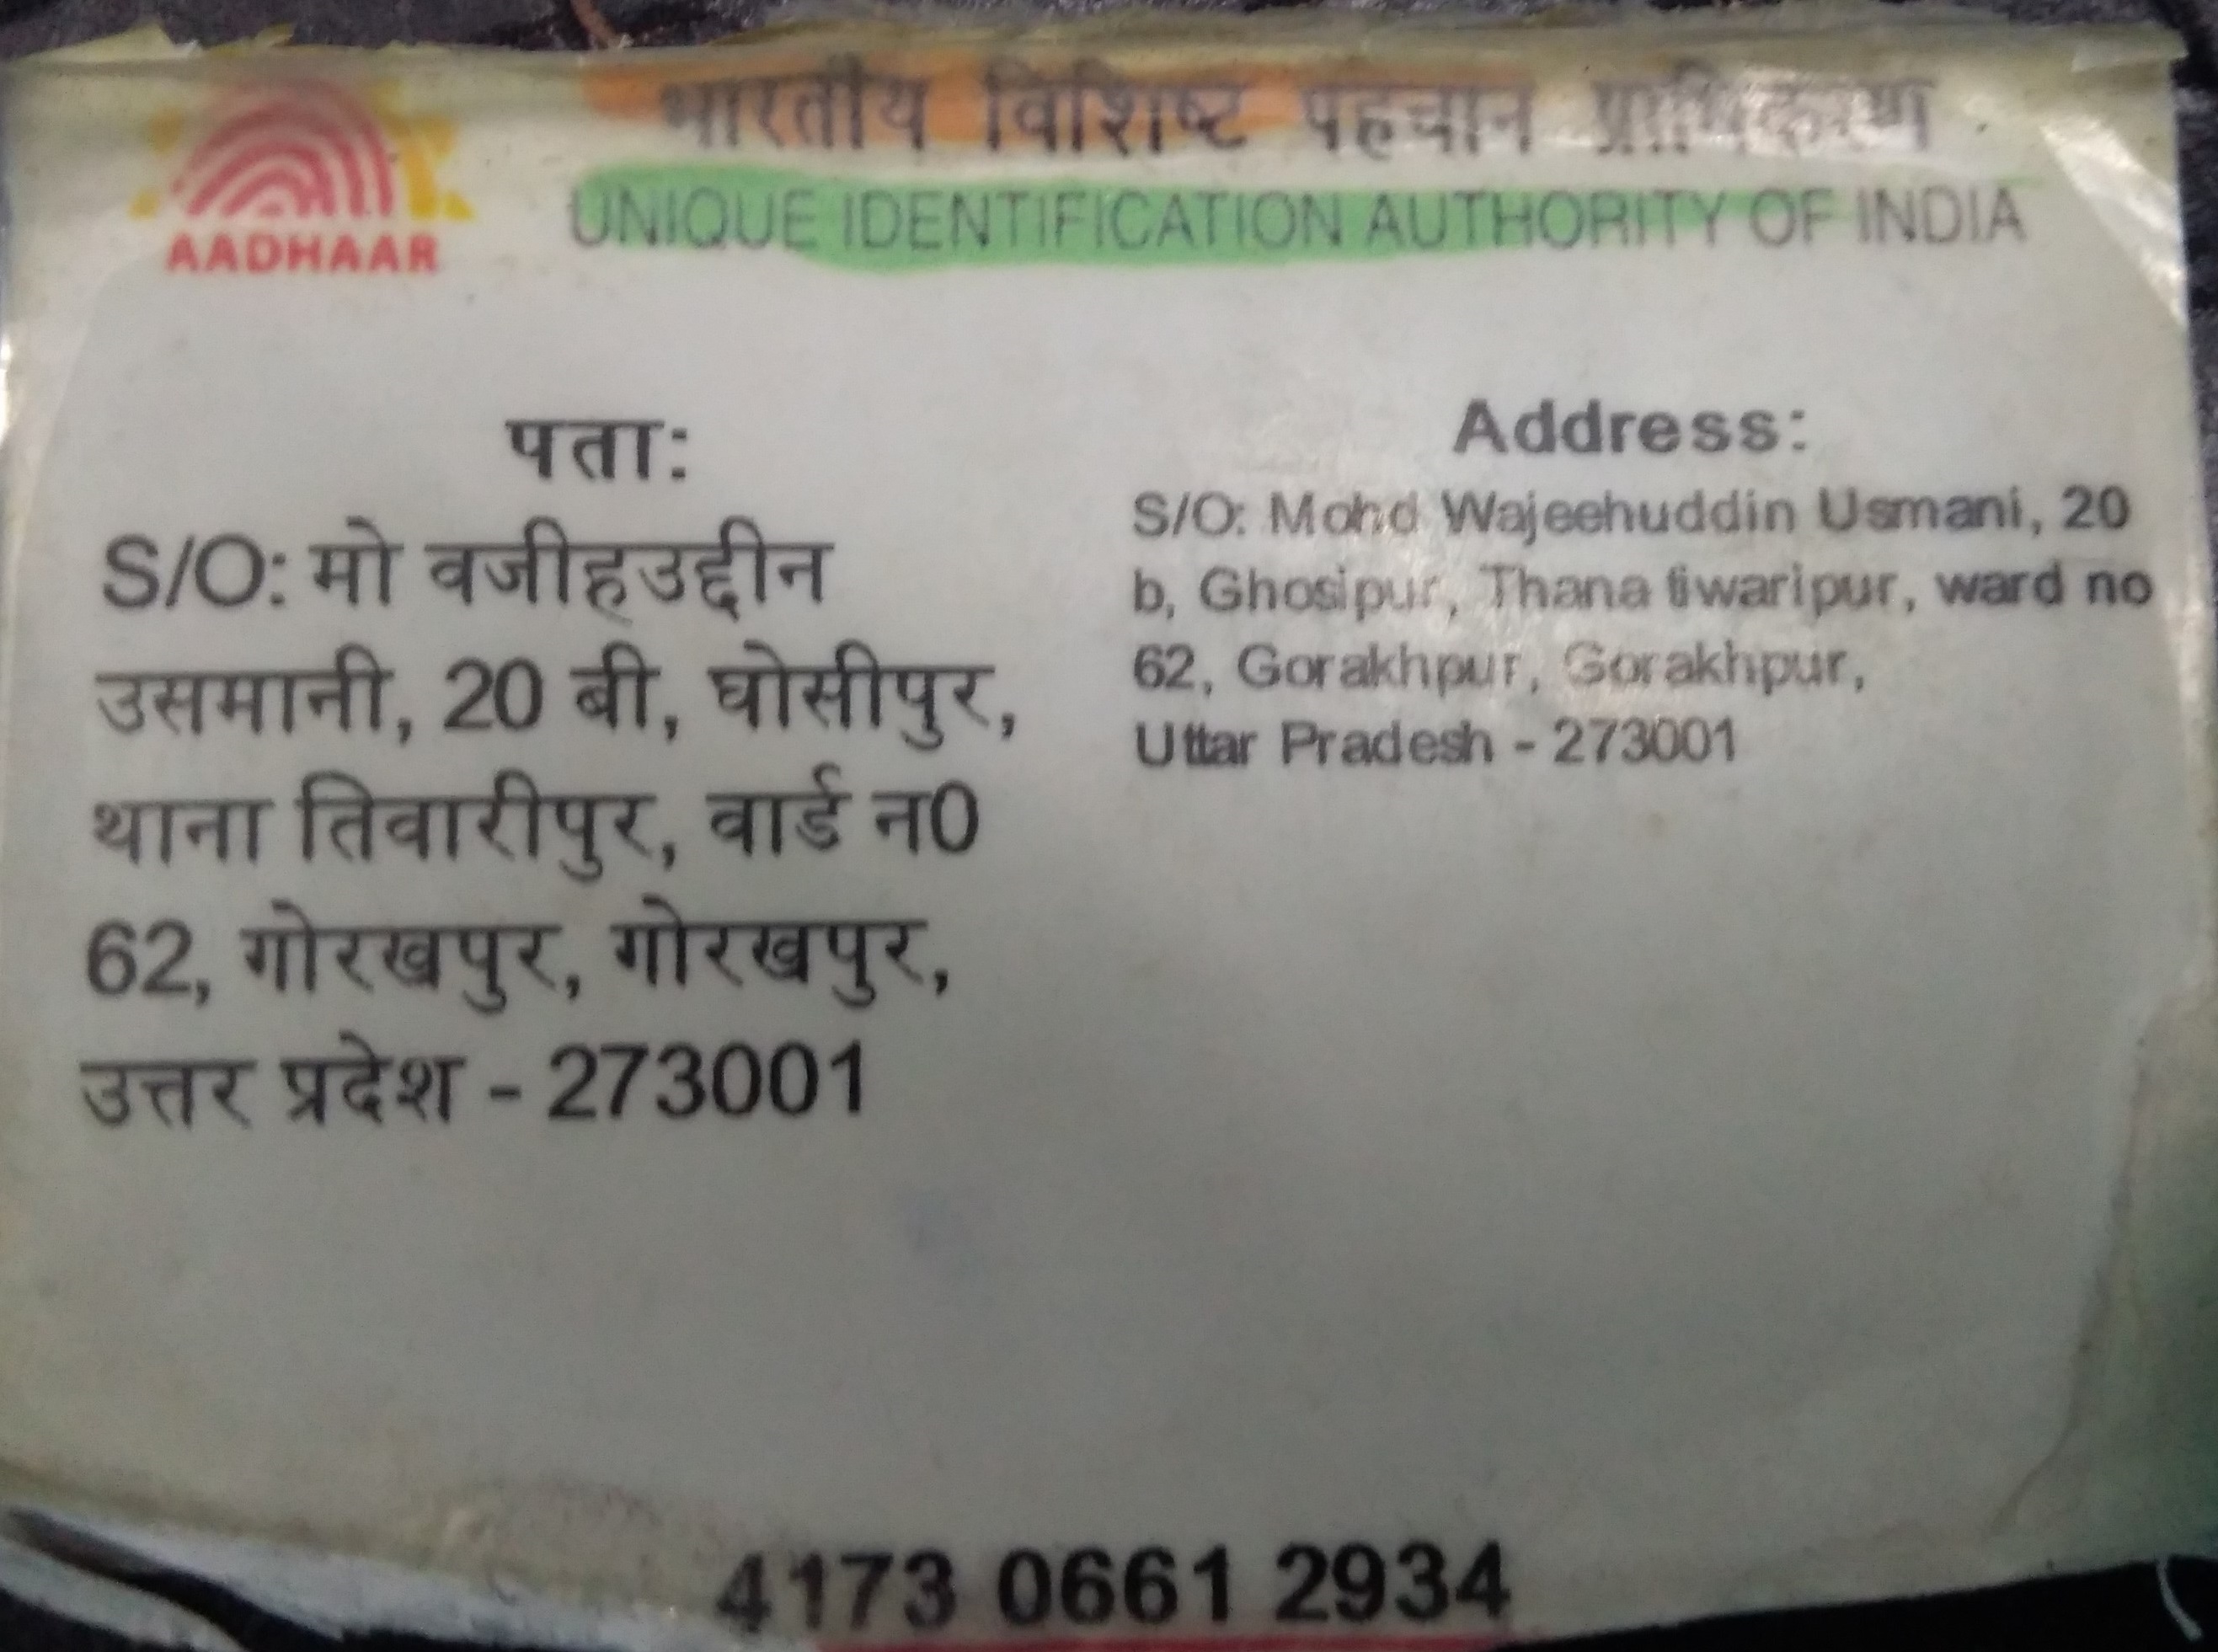 भारतीय विशिष्ट पहचान प्राधिकरण
AADHAAR
UNIQUE IDENTIFICATION AUTHORITY OF INDIA
पता:
S/O: मो वजीहउद्दीन
उसमानी, 20 बी, घोसीपुर,
थाना तिवारीपुर, वार्ड न0
62, गोरखपुर, गोरखपुर,
उत्तर प्रदेश - 273001
Address:
S/O: Mohd Wajeehuddin Usmani, 20
b, Ghosipur, Thana tiwaripur, ward no
62, Gorakhpur, Gorakhpur,
Uttar Pradesh - 273001
4173 0661 2934